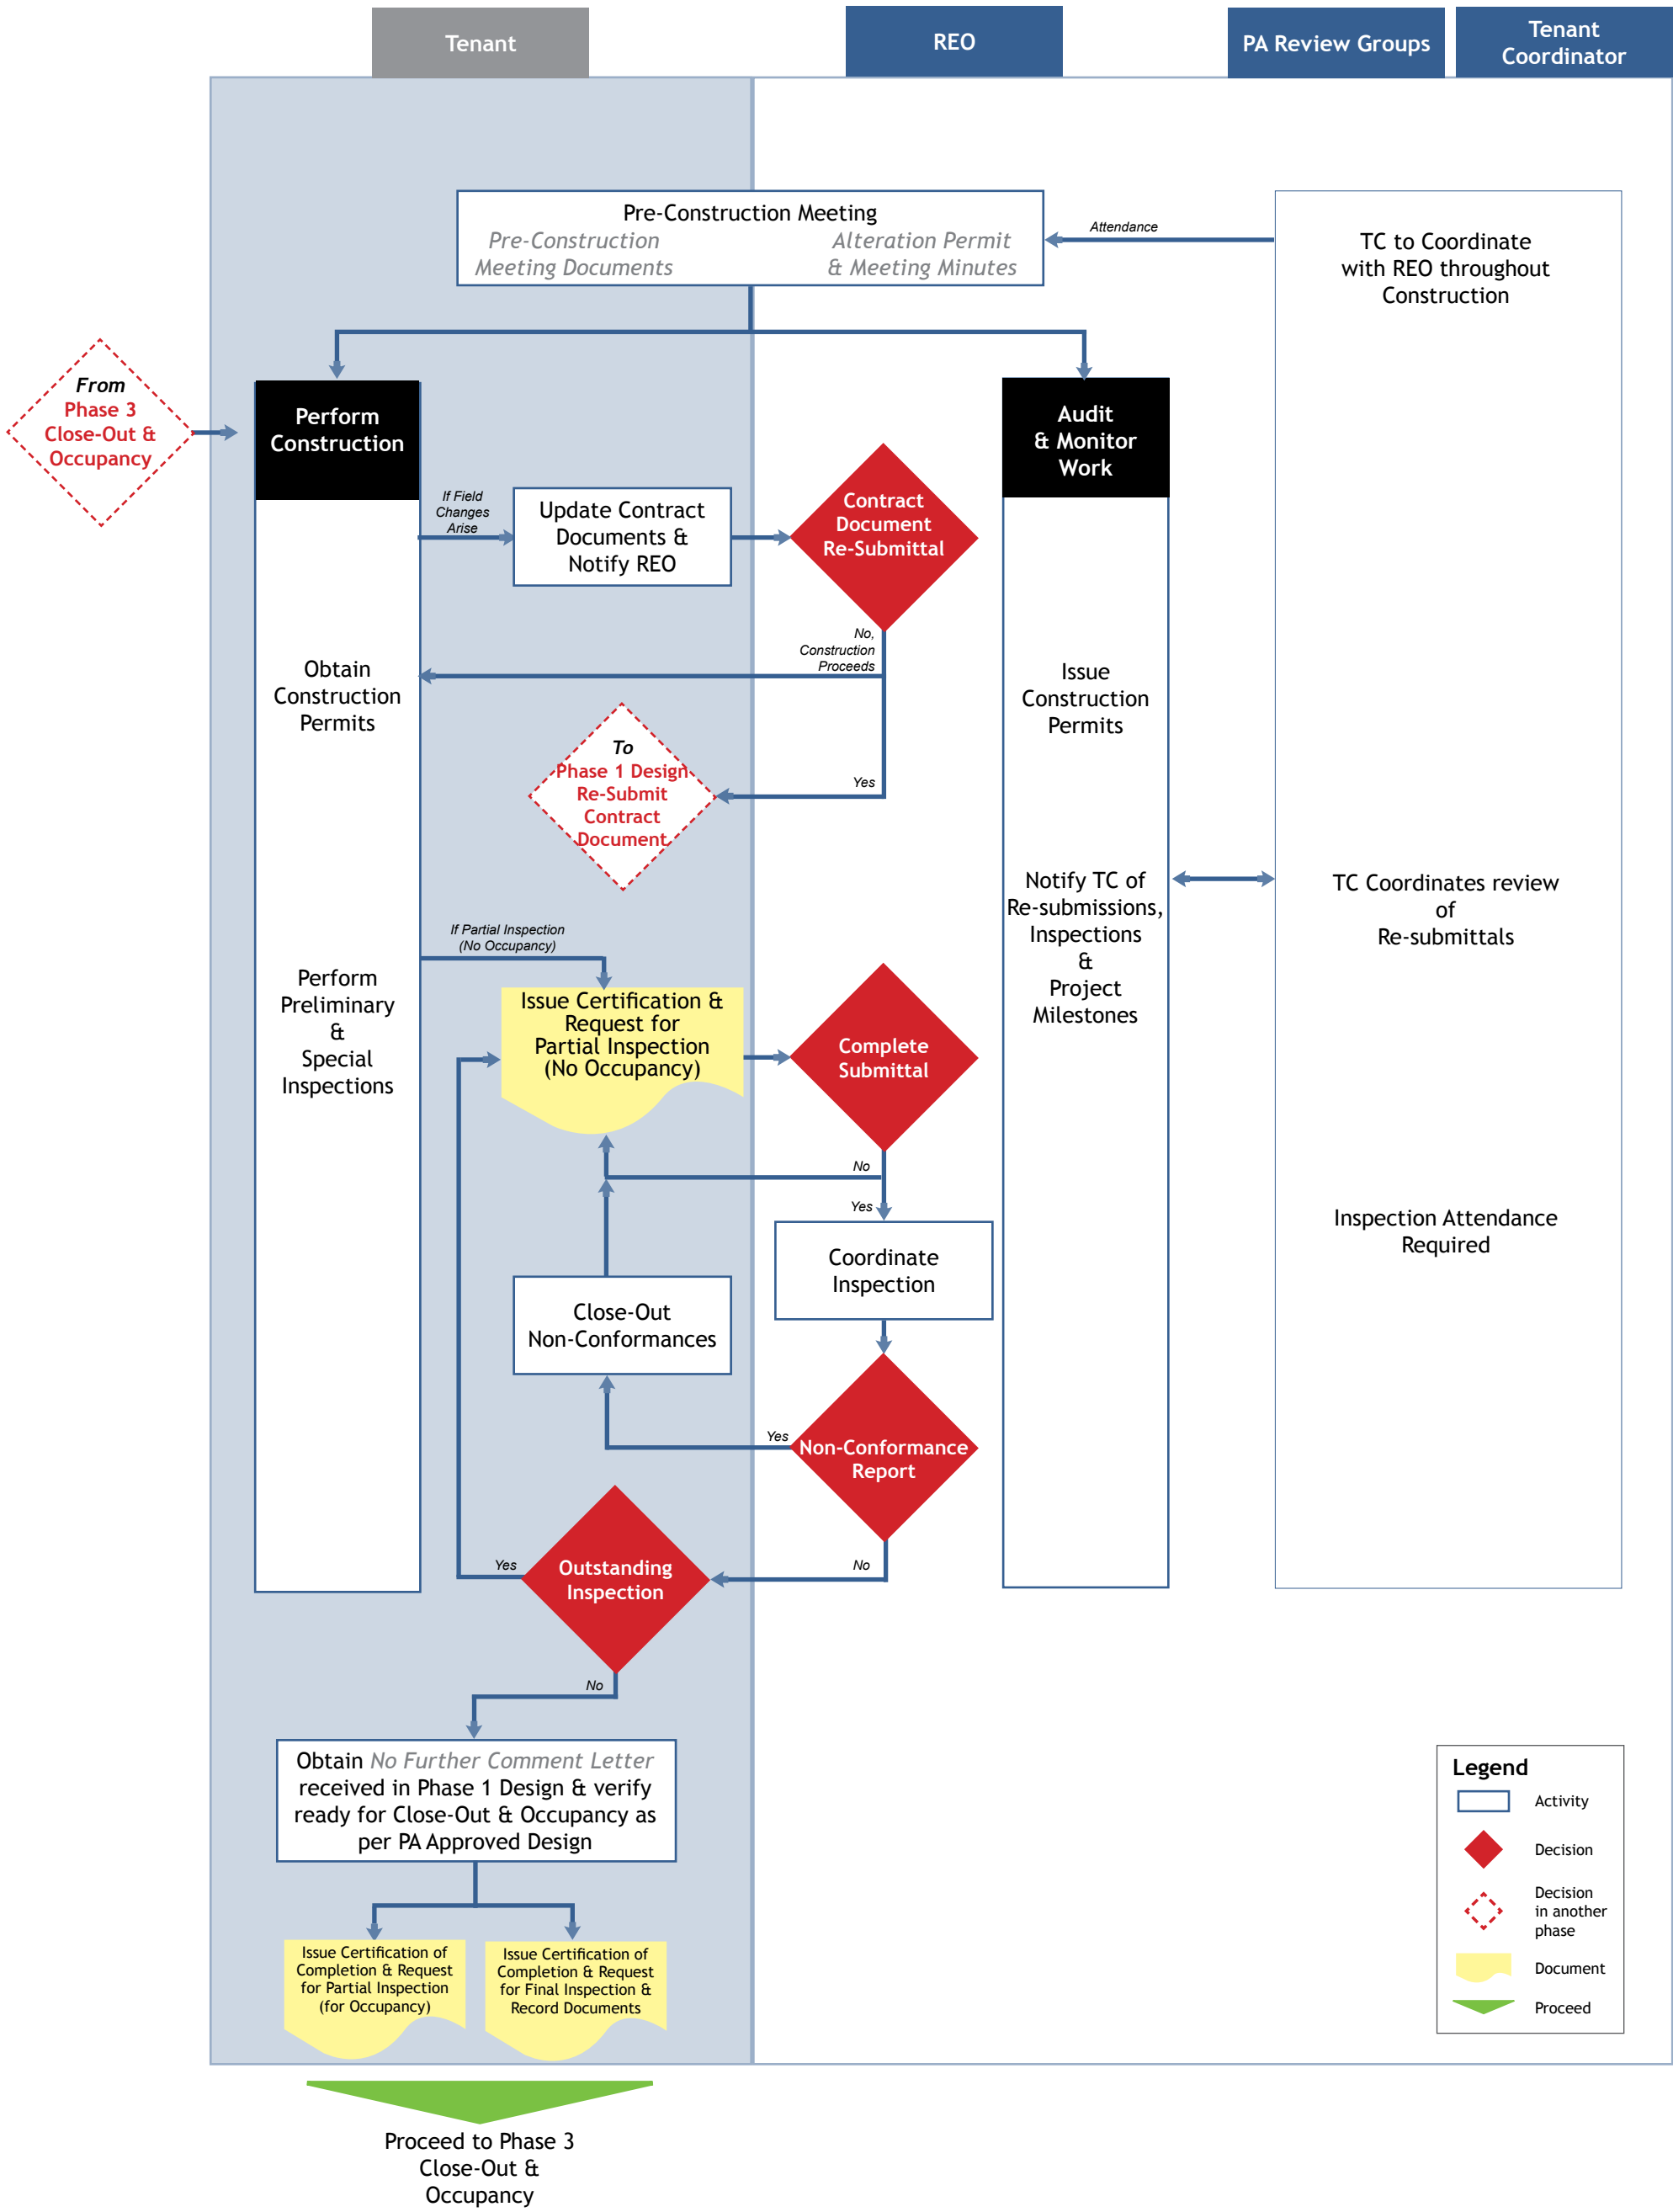 Tenant
REO
PA Review Groups
Tenant
Coordinator
Pre-Construction Meeting
Pre-Construction
Meeting Documents
Alteration Permit
& Meeting Minutes
Attendance
TC to Coordinate
with REO throughout
Construction
From
Phase 3
Close-Out &
Occupancy
Perform
Construction
Audit
& Monitor
Work
If Field
Changes
Arise
Update Contract
Documents &
Notify REO
Contract
Document
Re-Submittal
No,
Construction
Proceeds
Obtain
Construction
Permits
Issue
Construction
Permits
To
Phase 1 Design
Re-Submit
Contract
Document
Yes
Notify TC of
Re-submissions,
Inspections
&
Project
Milestones
TC Coordinates review
of
Re-submittals
If Partial Inspection
(No Occupancy)
Perform
Preliminary
&
Special
Inspections
Issue Certification &
Request for
Partial Inspection
(No Occupancy)
Complete
Submittal
No
Yes
Coordinate
Inspection
Inspection Attendance
Required
Close-Out
Non-Conformances
Yes
Non-Conformance
Report
No
Yes
Outstanding
Inspection
No
Obtain No Further Comment Letter
received in Phase 1 Design & verify
ready for Close-Out & Occupancy as
per PA Approved Design
Issue Certification of
Completion & Request
for Partial Inspection
(for Occupancy)
Issue Certification of
Completion & Request
for Final Inspection &
Record Documents
Legend
Activity
Decision
Decision
in another
phase
Document
Proceed
Proceed to Phase 3
Close-Out &
Occupancy